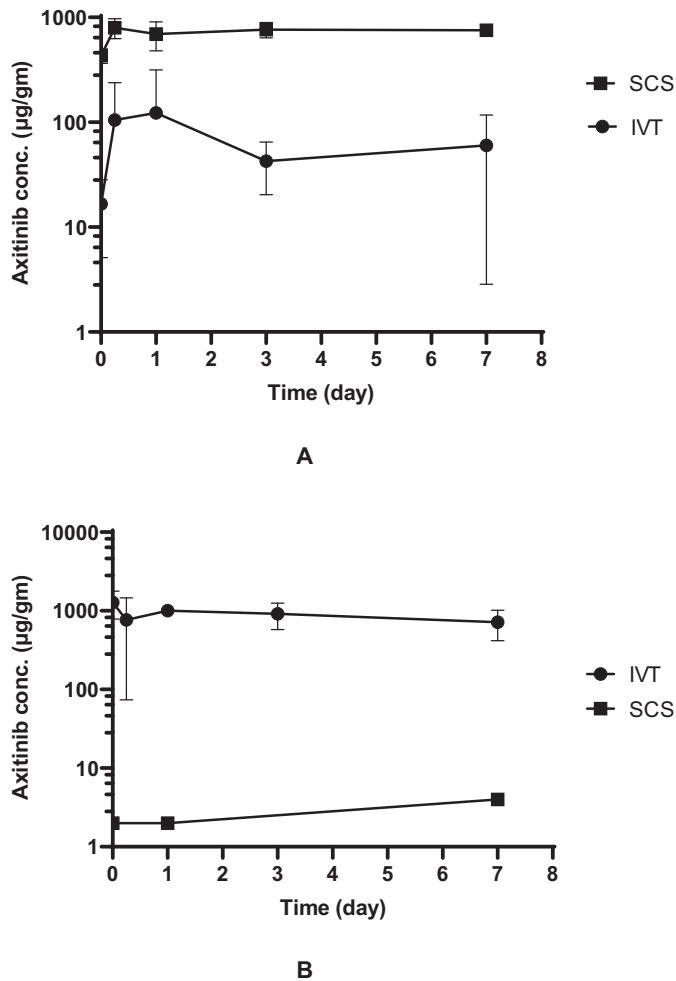 1000
100
10
1
Axitinib conc. (µg/gm)
0 1 2 3 4 5 6 7 8
Time (day)
SCS
IVT
A
10000
1000
100
10
1
Axitinib conc. (µg/gm)
0 1 2 3 4 5 6 7 8
Time (day)
IVT
SCS
B